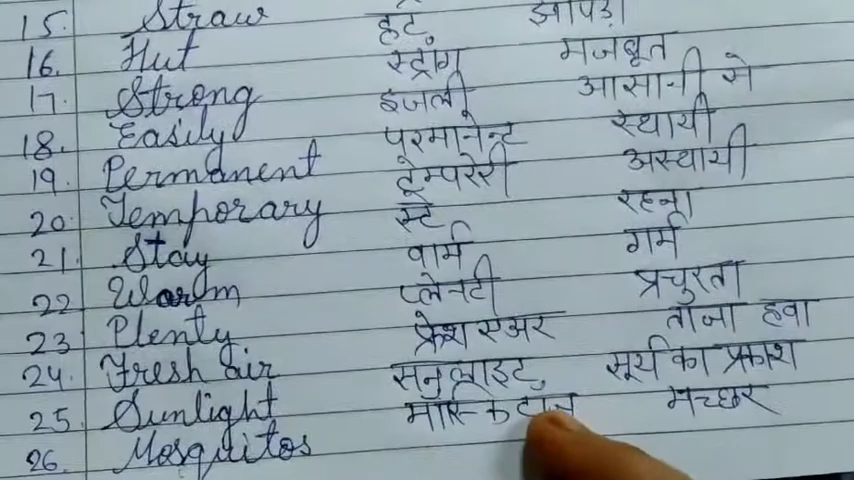 15. Straw हट झोपड़ी
16. Hut स्ट्रांग मजबूत
17. Strong इजली आसानी से
18. Easily परमानेन्ट स्थायी
19. Permanent टेम्परेरी अस्थायी
20. Temporary स्टे रहना
21. Stay वार्म गर्म
22 Warm प्लेनटी प्रचुरता
23. Plenty फ्रेश एअर ताजा हवा
24. Fresh air सनलाइट सूर्य का प्रकाश
25. Sunlight मच्छर
26. Mosquitos